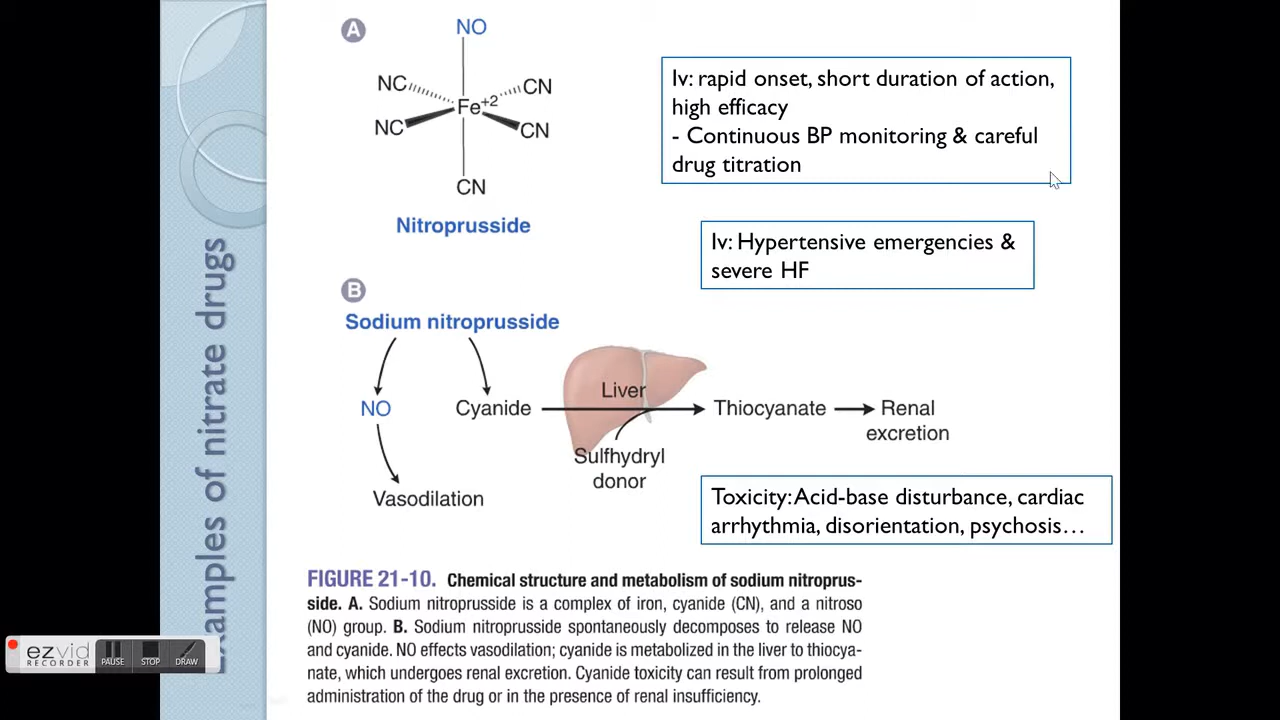 Examples of nitrate drugs
A
NO
NC
CN
Fe+2
NC
CN
CN
Nitroprusside
Iv: rapid onset, short duration of action,
high efficacy
- Continuous BP monitoring & careful
drug titration
Iv: Hypertensive emergencies &
severe HF
B
Sodium nitroprusside
NO
Cyanide
Liver
Thiocyanate
Renal
excretion
Sulfhydryl
donor
Vasodilation
Toxicity: Acid-base disturbance, cardiac
arrhythmia, disorientation, psychosis…
FIGURE 21-10. Chemical structure and metabolism of sodium nitroprus-
side. A. Sodium nitroprusside is a complex of iron, cyanide (CN), and a nitroso
(NO) group. B. Sodium nitroprusside spontaneously decomposes to release NO
and cyanide. NO effects vasodilation; cyanide is metabolized in the liver to thiocya-
nate, which undergoes renal excretion. Cyanide toxicity can result from prolonged
administration of the drug or in the presence of renal insufficiency.
ezvid
RECORDER
PAUSE
STOP
DRAW